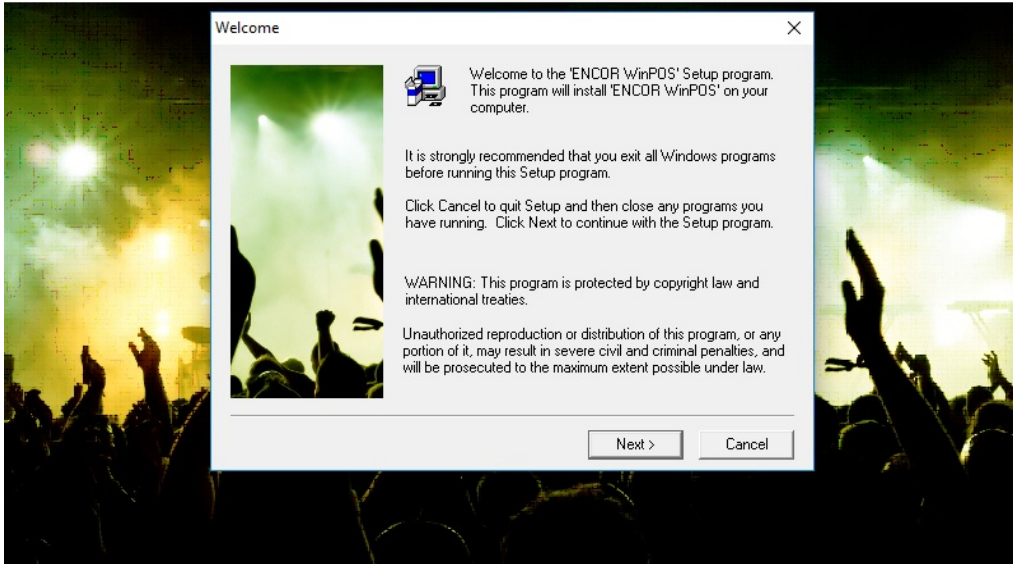 Welcome
Welcome to the 'ENCOR WinPOS' Setup program.
This program will install 'ENCOR WinPOS' on your
computer.
It is strongly recommended that you exit all Windows programs
before running this Setup program.
Click Cancel to quit Setup and then close any programs you
have running.  Click Next to continue with the Setup program.
WARNING: This program is protected by copyright law and
international treaties.
Unauthorized reproduction or distribution of this program, or any
portion of it, may result in severe civil and criminal penalties, and
will be prosecuted to the maximum extent possible under law.
Next >
Cancel